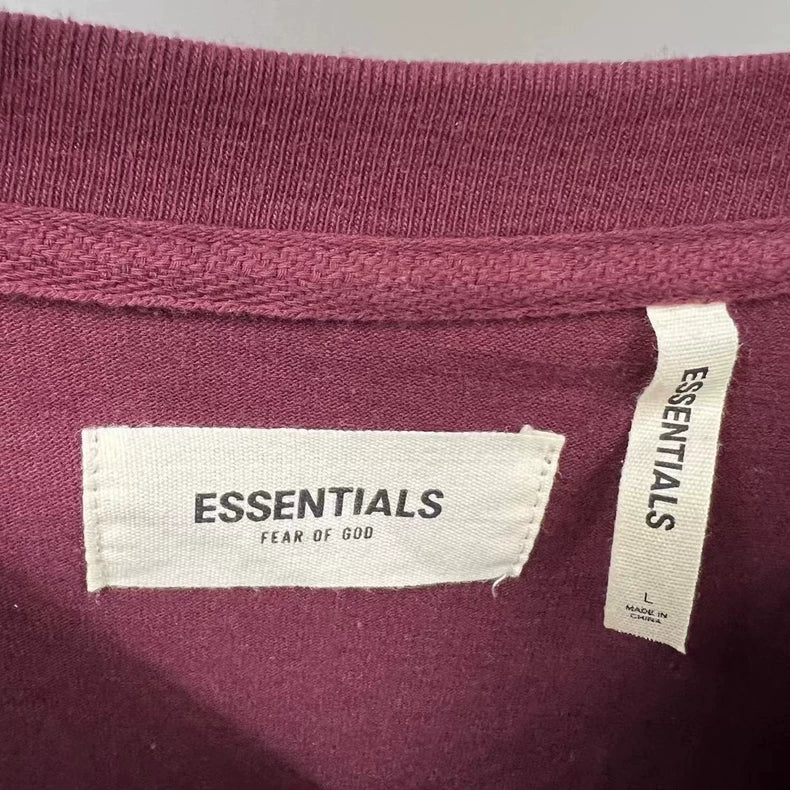 ESSENTIALS
FEAR OF GOD
ESSENTIALS
L
MADE IN
CHINA